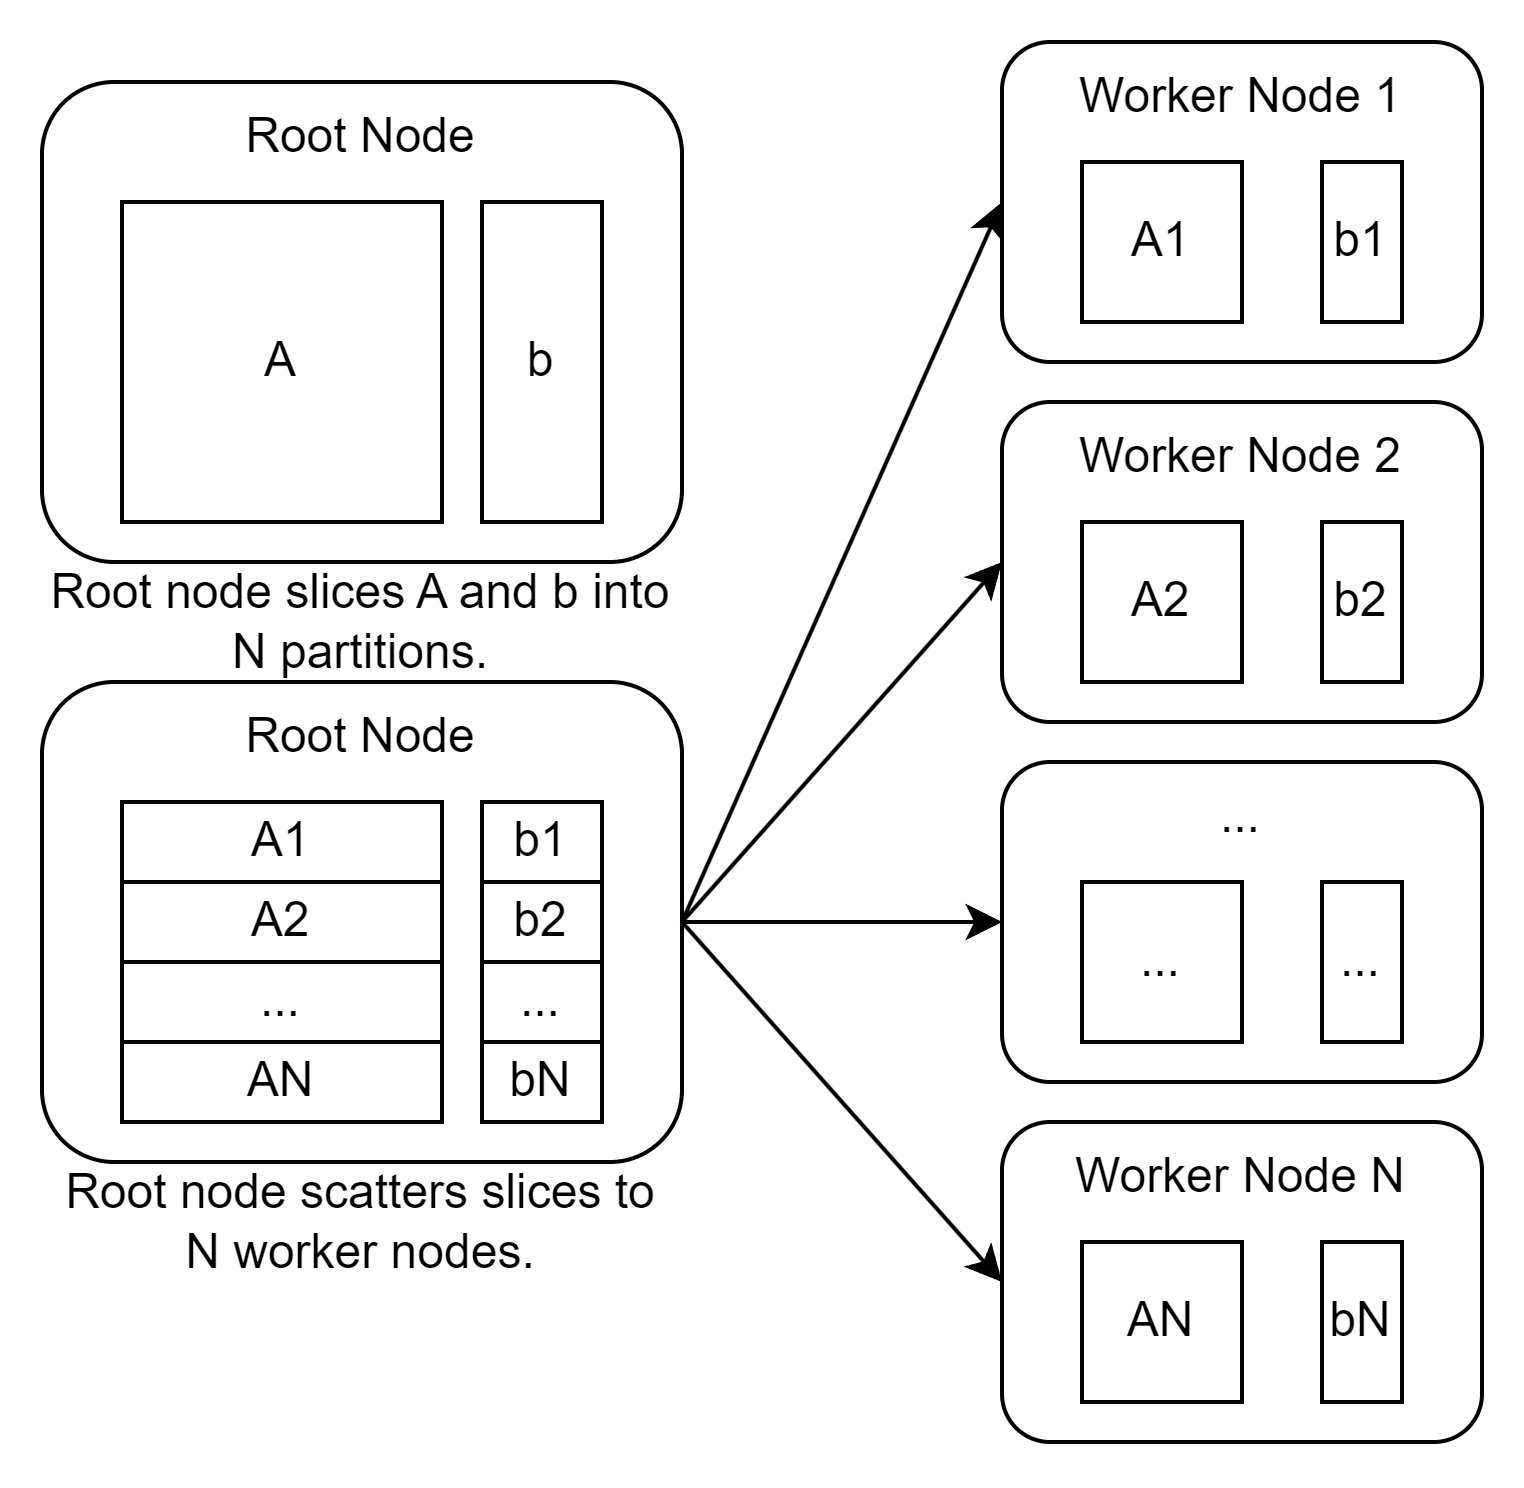 Root Node
A
b
Root node slices A and b into
N partitions.
Root Node
A1
b1
A2
b2
...
...
AN
bN
Root node scatters slices to
N worker nodes.
Worker Node 1
A1
b1
Worker Node 2
A2
b2
...
...
...
Worker Node N
AN
bN